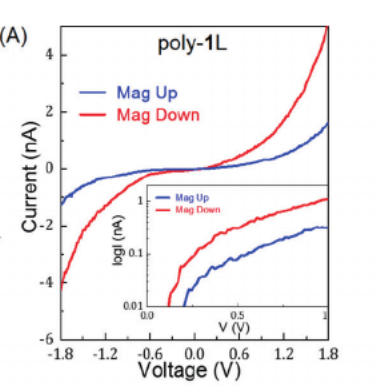 (A)
poly-1L
Mag Up
Mag Down
Current (nA)
4
2
0
-2
-4
-6
-1.8 -1.2 -0.6 0.0 0.6 1.2 1.8
Voltage (V)
Mag Up
Mag Down
logI (nA)
1
0.1
0.01
0.0 0.5 1
V (V)